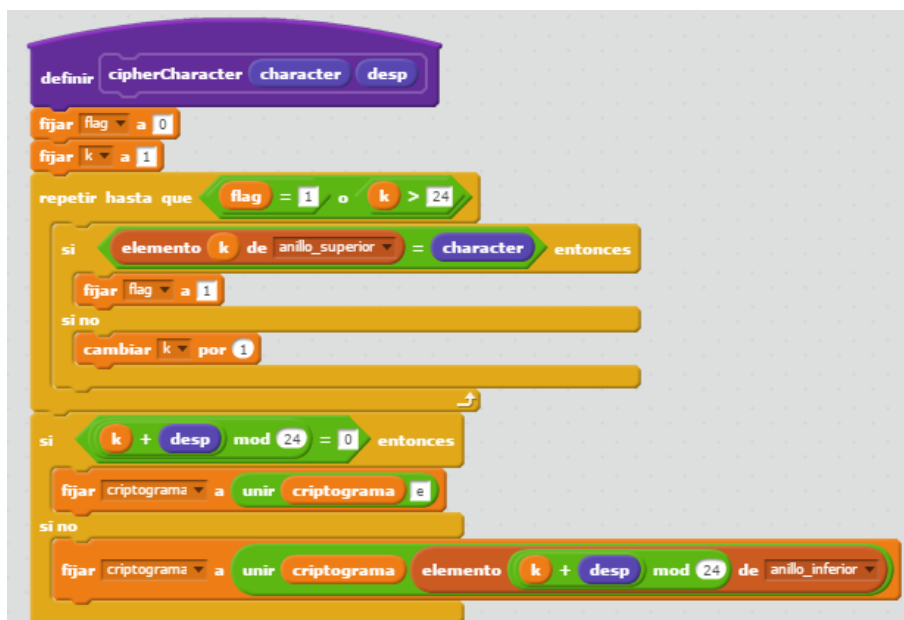 definir cipherCharacter character desp
fijar flag a 0
fijar k a 1
repetir hasta que flag = 1 o k > 24
si elemento k de anillo_superior = character entonces
fijar flag a 1
si no
cambiar k por 1
si k + desp mod 24 = 0 entonces
fijar criptograma a unir criptograma e
si no
fijar criptograma a unir criptograma elemento k + desp mod 24 de anillo_inferior